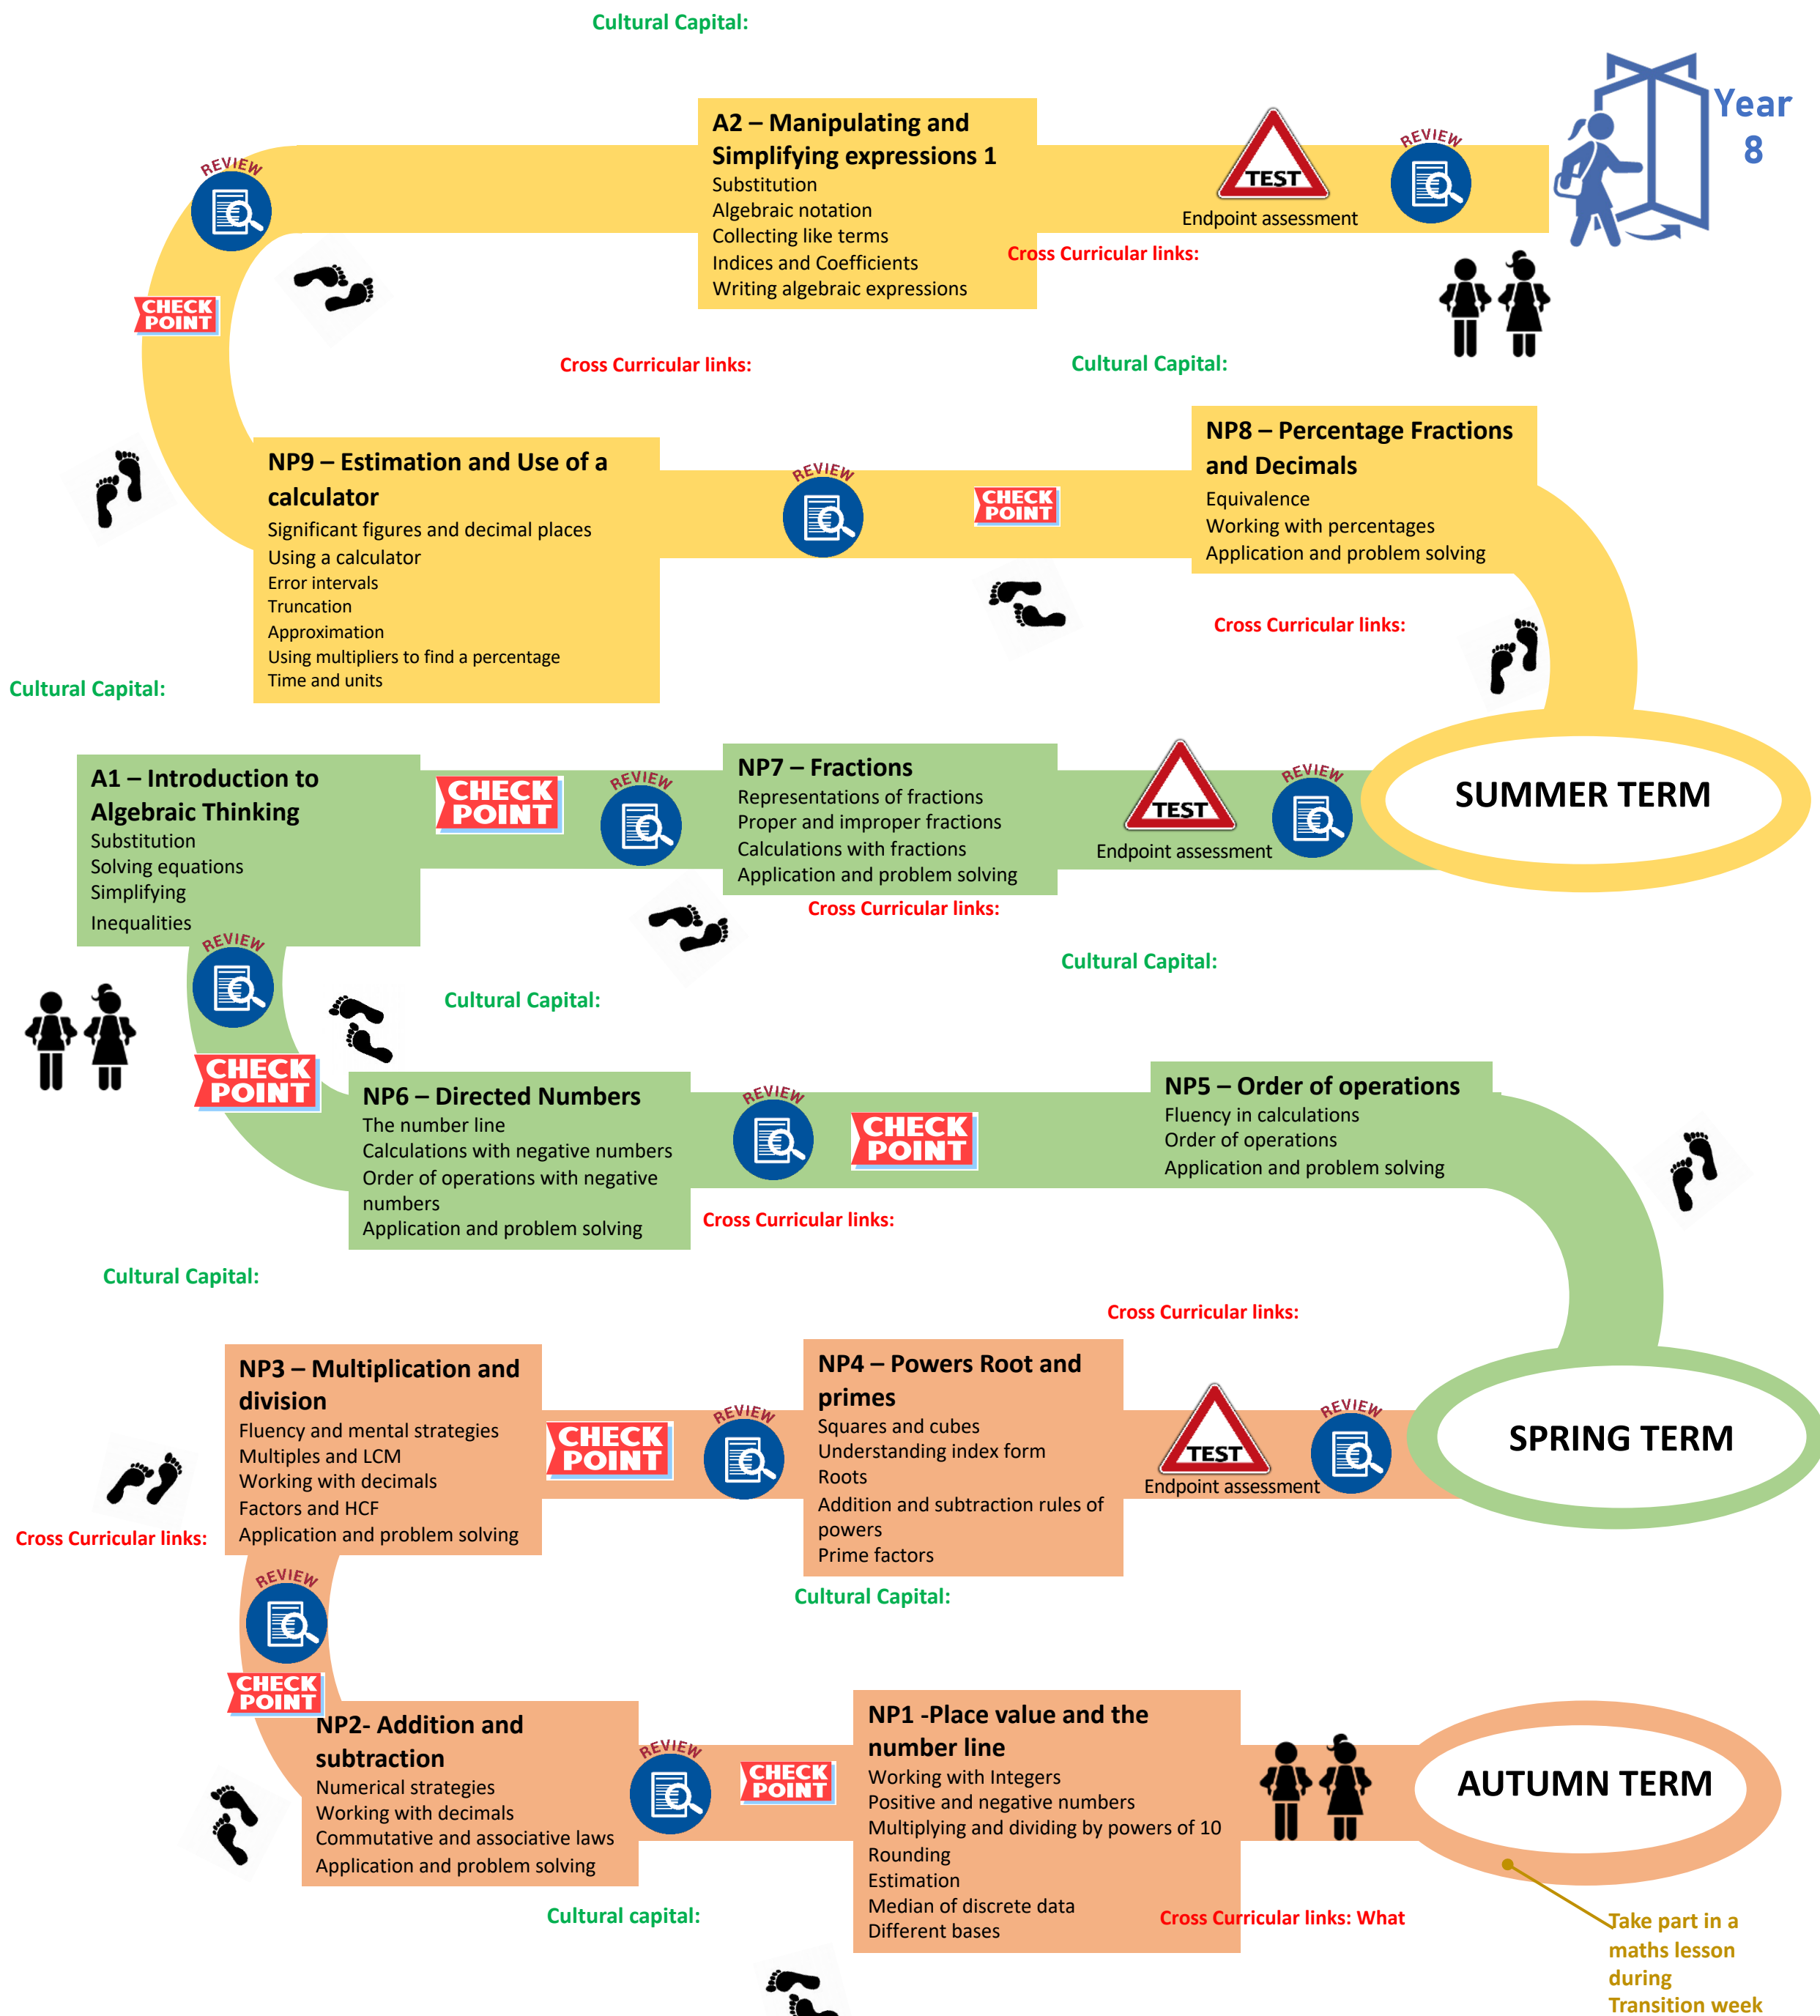 Cultural Capital:
Year
8
A2 – Manipulating and
Simplifying expressions 1
Substitution
Algebraic notation
Collecting like terms
Indices and Coefficients
Writing algebraic expressions
REVIEW
TEST
Endpoint assessment
REVIEW
Cross Curricular links:
CHECK
POINT
Cross Curricular links:
Cultural Capital:
NP9 – Estimation and Use of a
calculator
Significant figures and decimal places
Using a calculator
Error intervals
Truncation
Approximation
Using multipliers to find a percentage
Time and units
REVIEW
CHECK
POINT
NP8 – Percentage Fractions
and Decimals
Equivalence
Working with percentages
Application and problem solving
Cross Curricular links:
Cultural Capital:
A1 – Introduction to
Algebraic Thinking
Substitution
Solving equations
Simplifying
Inequalities
CHECK
POINT
REVIEW
NP7 – Fractions
Representations of fractions
Proper and improper fractions
Calculations with fractions
Application and problem solving
TEST
Endpoint assessment
REVIEW
SUMMER TERM
Cross Curricular links:
REVIEW
Cultural Capital:
Cultural Capital:
CHECK
POINT
NP6 – Directed Numbers
The number line
Calculations with negative numbers
Order of operations with negative
numbers
Application and problem solving
REVIEW
CHECK
POINT
NP5 – Order of operations
Fluency in calculations
Order of operations
Application and problem solving
Cross Curricular links:
Cultural Capital:
Cross Curricular links:
NP3 – Multiplication and
division
Fluency and mental strategies
Multiples and LCM
Working with decimals
Factors and HCF
Application and problem solving
CHECK
POINT
REVIEW
NP4 – Powers Root and
primes
Squares and cubes
Understanding index form
Roots
Addition and subtraction rules of
powers
Prime factors
TEST
Endpoint assessment
REVIEW
SPRING TERM
Cross Curricular links:
REVIEW
Cultural Capital:
CHECK
POINT
NP2- Addition and
subtraction
Numerical strategies
Working with decimals
Commutative and associative laws
Application and problem solving
REVIEW
CHECK
POINT
NP1 -Place value and the
number line
Working with Integers
Positive and negative numbers
Multiplying and dividing by powers of 10
Rounding
Estimation
Median of discrete data
Different bases
AUTUMN TERM
Cultural capital:
Cross Curricular links: What
Take part in a
maths lesson
during
Transition week